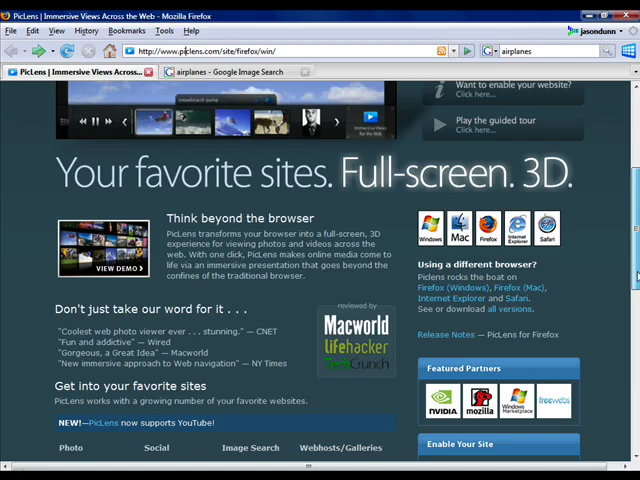 PicLens | Immersive Views Across the Web - Mozilla Firefox
File Edit View History Bookmarks Tools Help
jasondunn
http://www.piclens.com/site/firefox/win/
airplanes
PicLens | Immersive Views Across...
airplanes - Google Image Search
snowboard jump
Immersive Views
for the Web
Want to enable your website?
Click here...
Play the guided tour
Click here...
Your favorite sites. Full-screen. 3D.
VIEW DEMO
Think beyond the browser
PicLens transforms your browser into a full-screen, 3D
experience for viewing photos and videos across the
web. With one click, PicLens makes online media come to
life via an immersive presentation that goes beyond the
confines of the traditional browser.
Windows
Mac
Firefox
Internet
Explorer
Safari
Using a different browser?
Piclens rocks the boat on
Firefox (Windows), Firefox (Mac),
Internet Explorer and Safari.
See or download all versions.
Release Notes — PicLens for Firefox
Don't just take our word for it . . .
"Coolest web photo viewer ever . . . stunning." — CNET
"Fun and addictive" — Wired
"Gorgeous, a Great Idea" — Macworld
"New immersive approach to Web navigation" — NY Times
reviewed by
Macworld
lifehacker
TechCrunch
Get into your favorite sites
PicLens works with a growing number of your favorite websites.
NEW!—PicLens now supports YouTube!
Photo Social Image Search Webhosts/Galleries
Featured Partners
NVIDIA
mozilla
Windows
Marketplace
freewebs
Enable Your Site